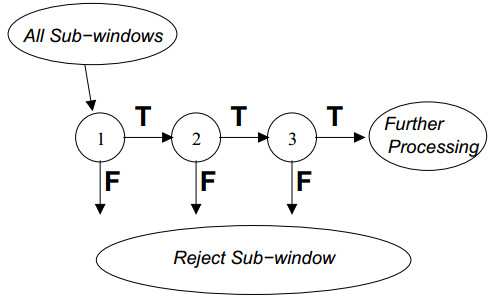 All Sub−windows
T T T
1 2 3
Further
Processing
F F F
Reject Sub−window